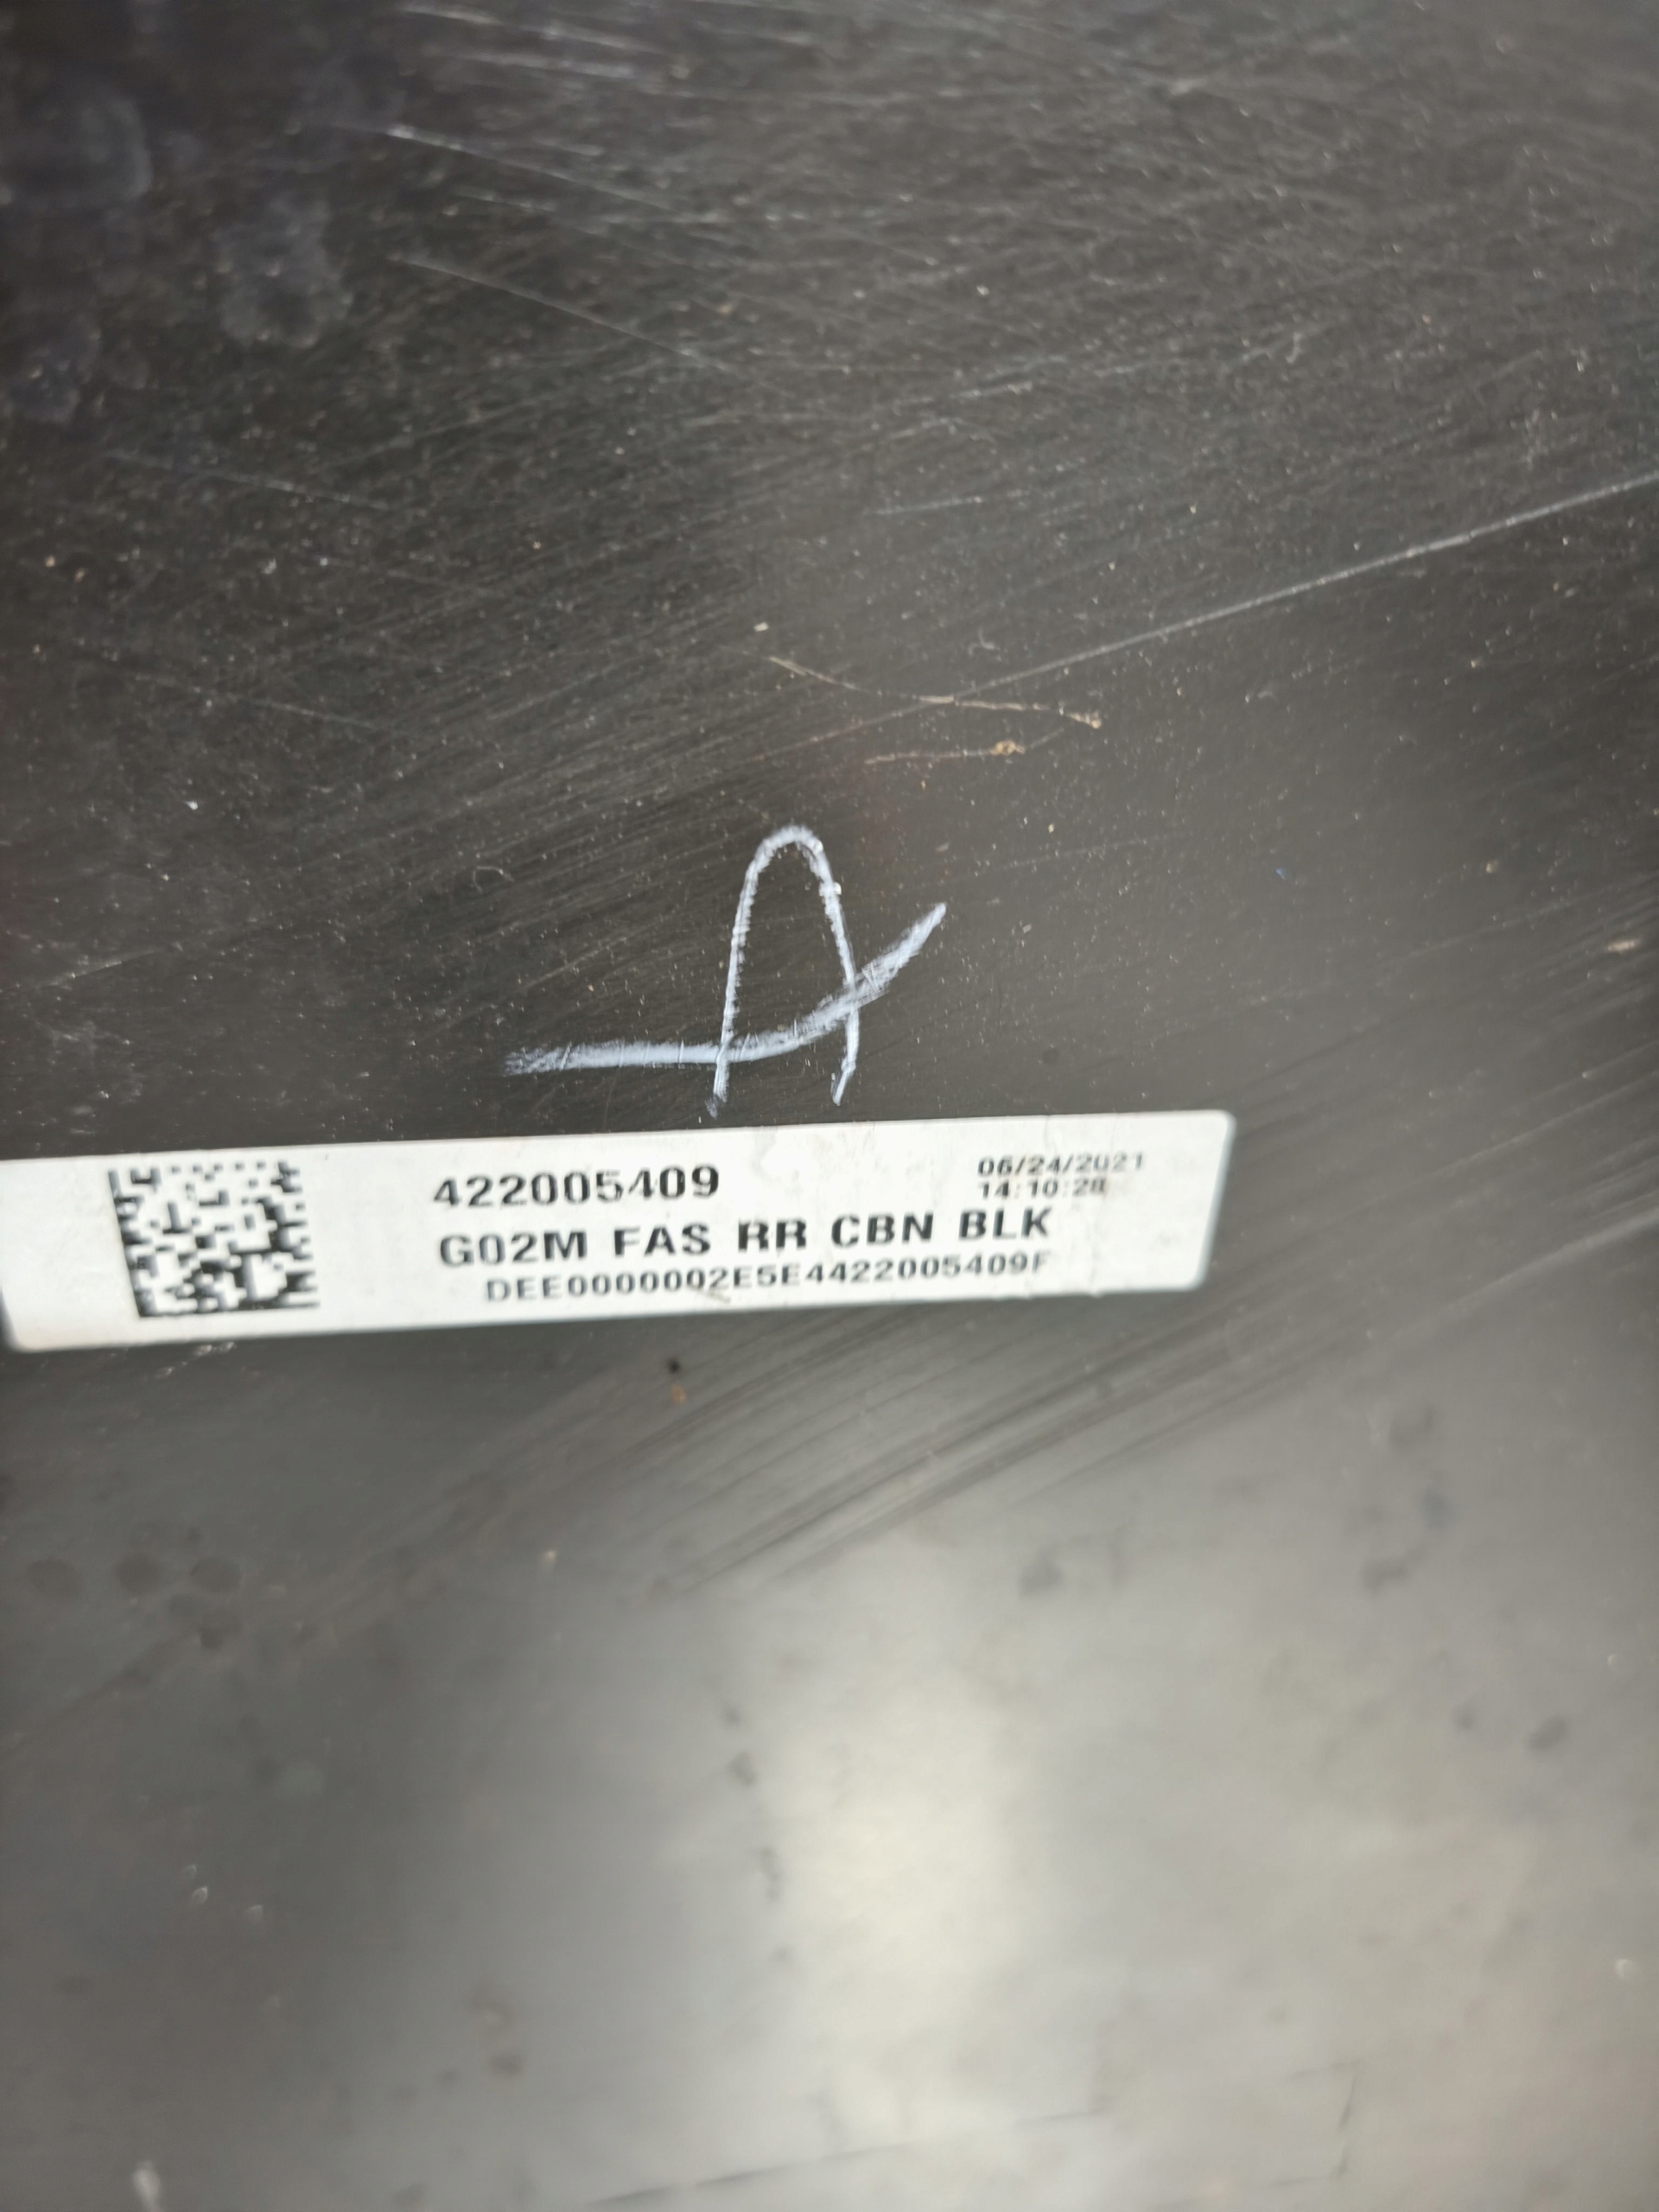 A
422005409
06/24/2021
14:10:28
G02M FAS RR CBN BLK
DEE0000002E5E4422005409F